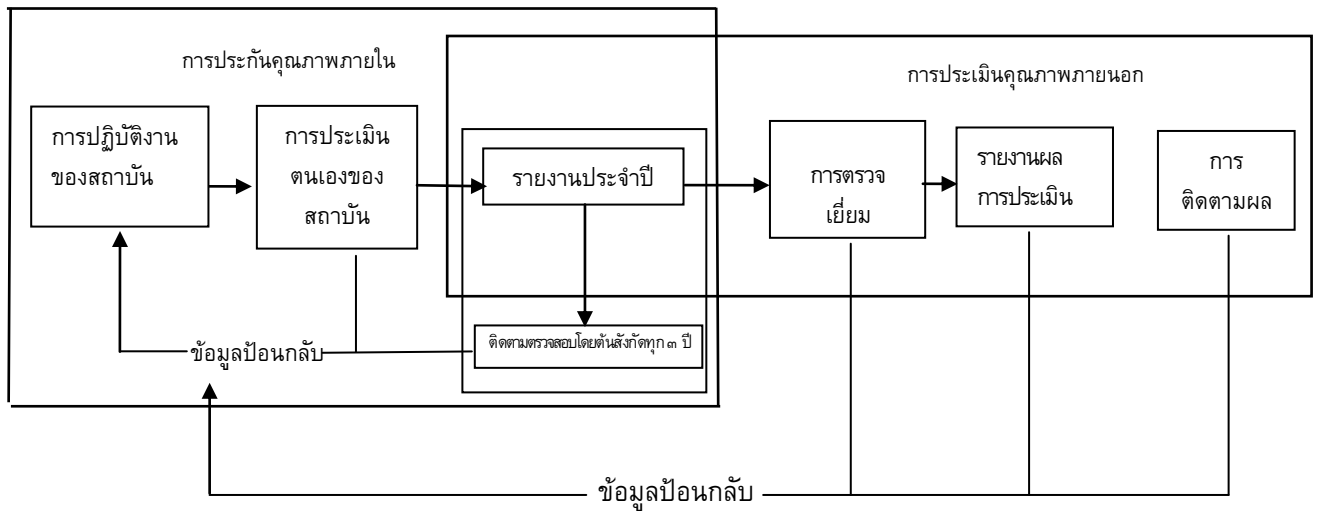 การประกันคุณภาพภายใน
การประเมินคุณภาพภายนอก
การปฏิบัติงาน
ของสถาบัน
การประเมิน
ตนเองของ
สถาบัน
รายงานประจำปี
การตรวจ
เยี่ยม
รายงานผล
การประเมิน
การ
ติดตามผล
ติดตามตรวจสอบโดยต้นสังกัดทุก ๓ ปี
ข้อมูลป้อนกลับ
ข้อมูลป้อนกลับ